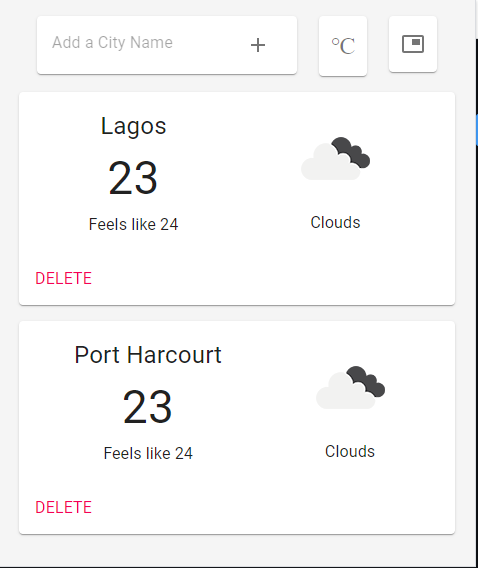 Add a City Name
°C
Lagos
23
Feels like 24
Clouds
DELETE
Port Harcourt
23
Feels like 24
Clouds
DELETE